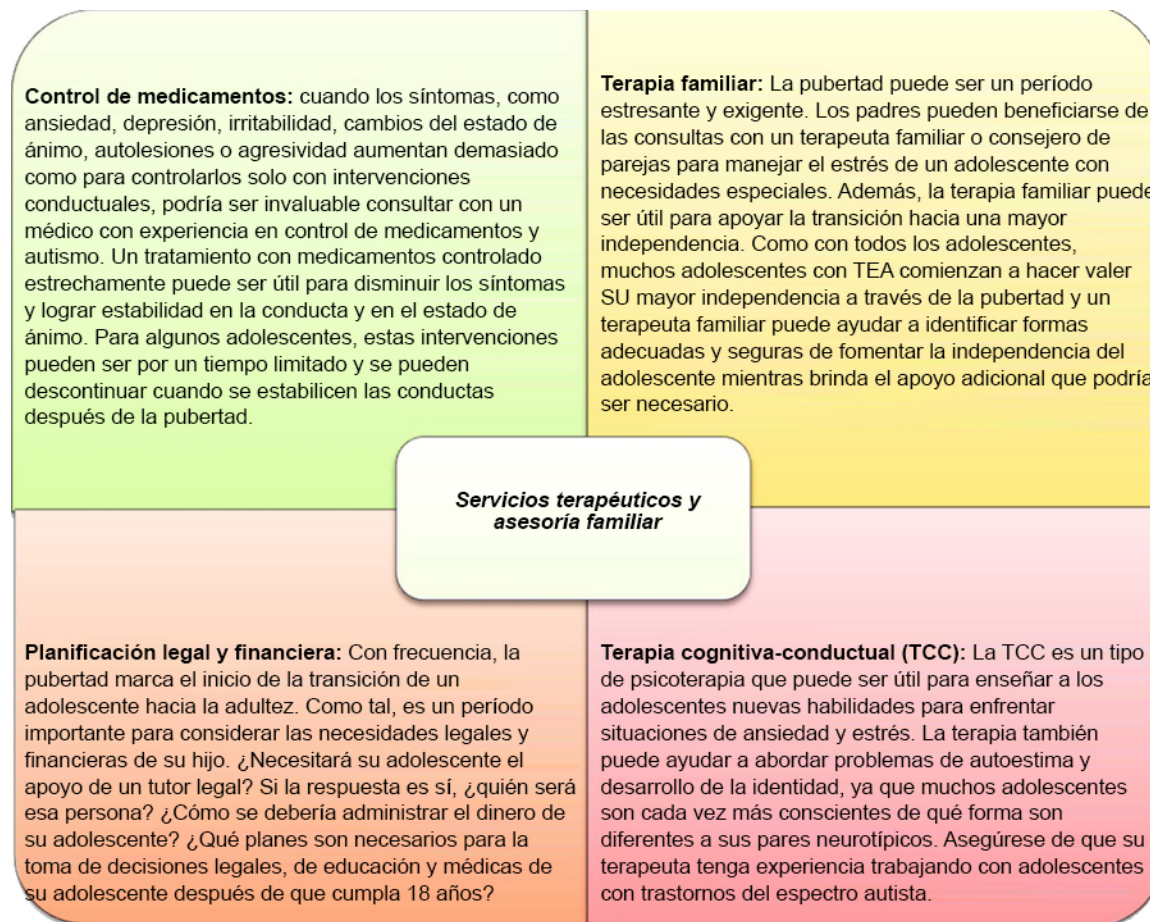 Control de medicamentos: cuando los síntomas, como
ansiedad, depresión, irritabilidad, cambios del estado de
ánimo, autolesiones o agresividad aumentan demasiado
como para controlarlos solo con intervenciones
conductuales, podría ser invaluable consultar con un
médico con experiencia en control de medicamentos y
autismo. Un tratamiento con medicamentos controlado
estrechamente puede ser útil para disminuir los síntomas
y lograr estabilidad en la conducta y en el estado de
ánimo. Para algunos adolescentes, estas intervenciones
pueden ser por un tiempo limitado y se pueden
descontinuar cuando se estabilicen las conductas
después de la pubertad.
Terapia familiar: La pubertad puede ser un período
estresante y exigente. Los padres pueden beneficiarse de
las consultas con un terapeuta familiar o consejero de
parejas para manejar el estrés de un adolescente con
necesidades especiales. Además, la terapia familiar puede
ser útil para apoyar la transición hacia una mayor
independencia. Como con todos los adolescentes,
muchos adolescentes con TEA comienzan a hacer valer
SU mayor independencia a través de la pubertad y un
terapeuta familiar puede ayudar a identificar formas
adecuadas y seguras de fomentar la independencia del
adolescente mientras brinda el apoyo adicional que podría
ser necesario.
Servicios terapéuticos y
asesoría familiar
Planificación legal y financiera: Con frecuencia, la
pubertad marca el inicio de la transición de un
adolescente hacia la adultez. Como tal, es un período
importante para considerar las necesidades legales y
financieras de su hijo. ¿Necesitará su adolescente el
apoyo de un tutor legal? Si la respuesta es sí, ¿quién será
esa persona? ¿Cómo se debería administrar el dinero de
su adolescente? ¿Qué planes son necesarios para la
toma de decisiones legales, de educación y médicas de
su adolescente después de que cumpla 18 años?
Terapia cognitiva-conductual (TCC): La TCC es un tipo
de psicoterapia que puede ser útil para enseñar a los
adolescentes nuevas habilidades para enfrentar
situaciones de ansiedad y estrés. La terapia también
puede ayudar a abordar problemas de autoestima y
desarrollo de la identidad, ya que muchos adolescentes
son cada vez más conscientes de qué forma son
diferentes a sus pares neurotípicos. Asegúrese de que su
terapeuta tenga experiencia trabajando con adolescentes
con trastornos del espectro autista.